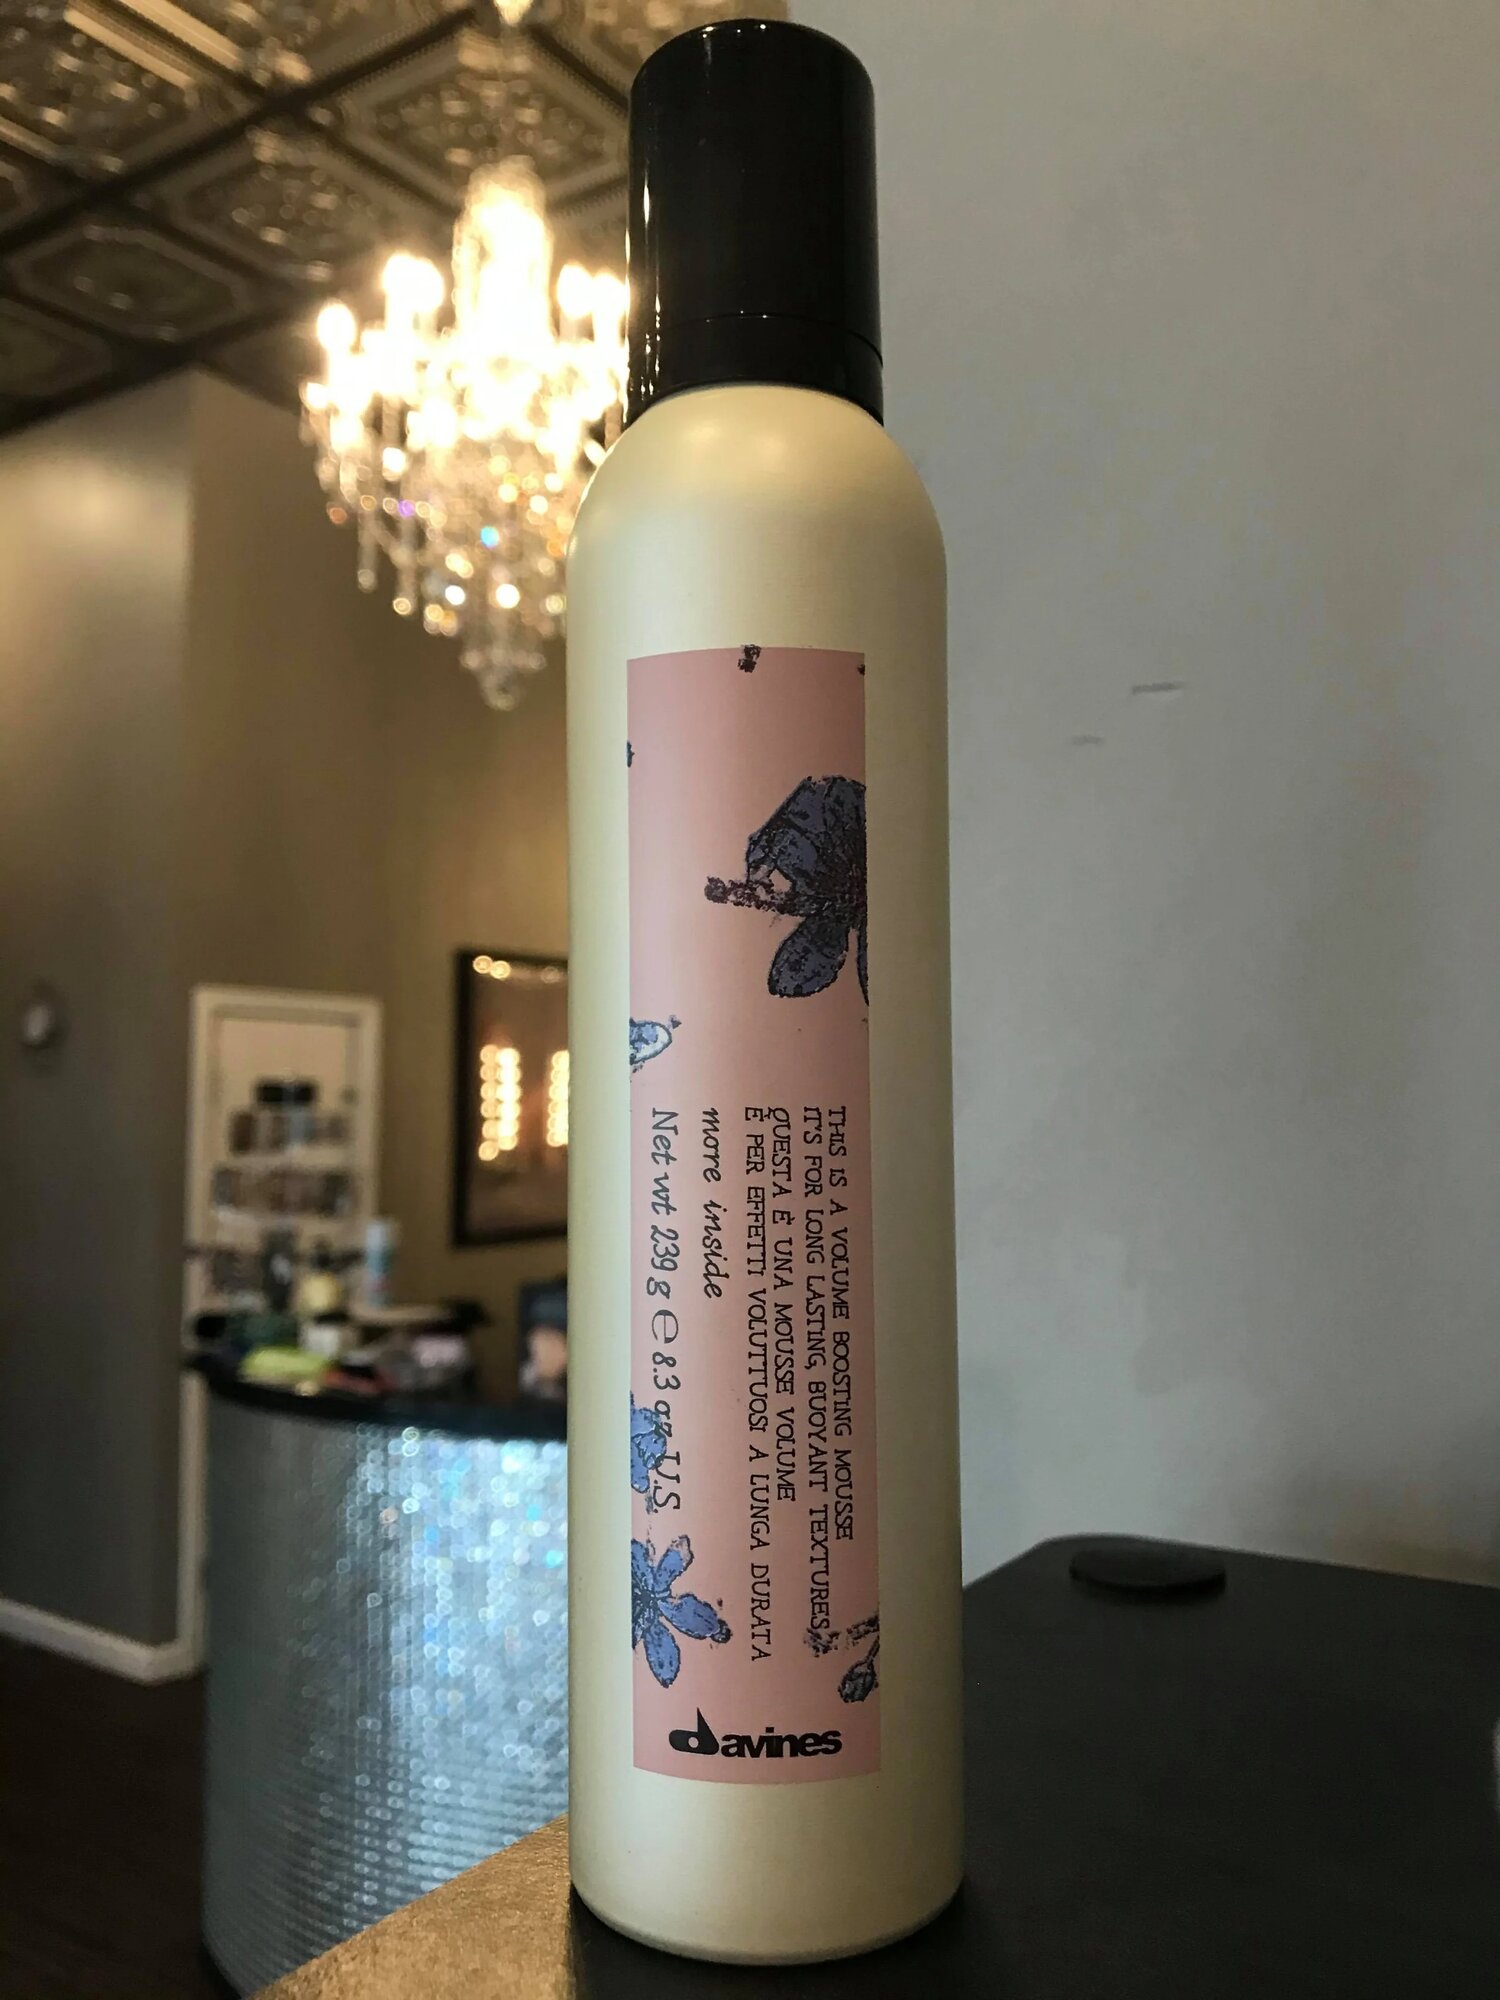 THIS IS A VOLUME BOOSTING MOUSSE
IT'S FOR LONG LASTING, BUOYANT TEXTURES.
QUESTA È UNA MOUSSE VOLUME
È PER EFFETTI VOLUTTUOSI A LUNGA DURATA
more inside
Net wt 239 g ℮ 8.3 oz U.S.
davines